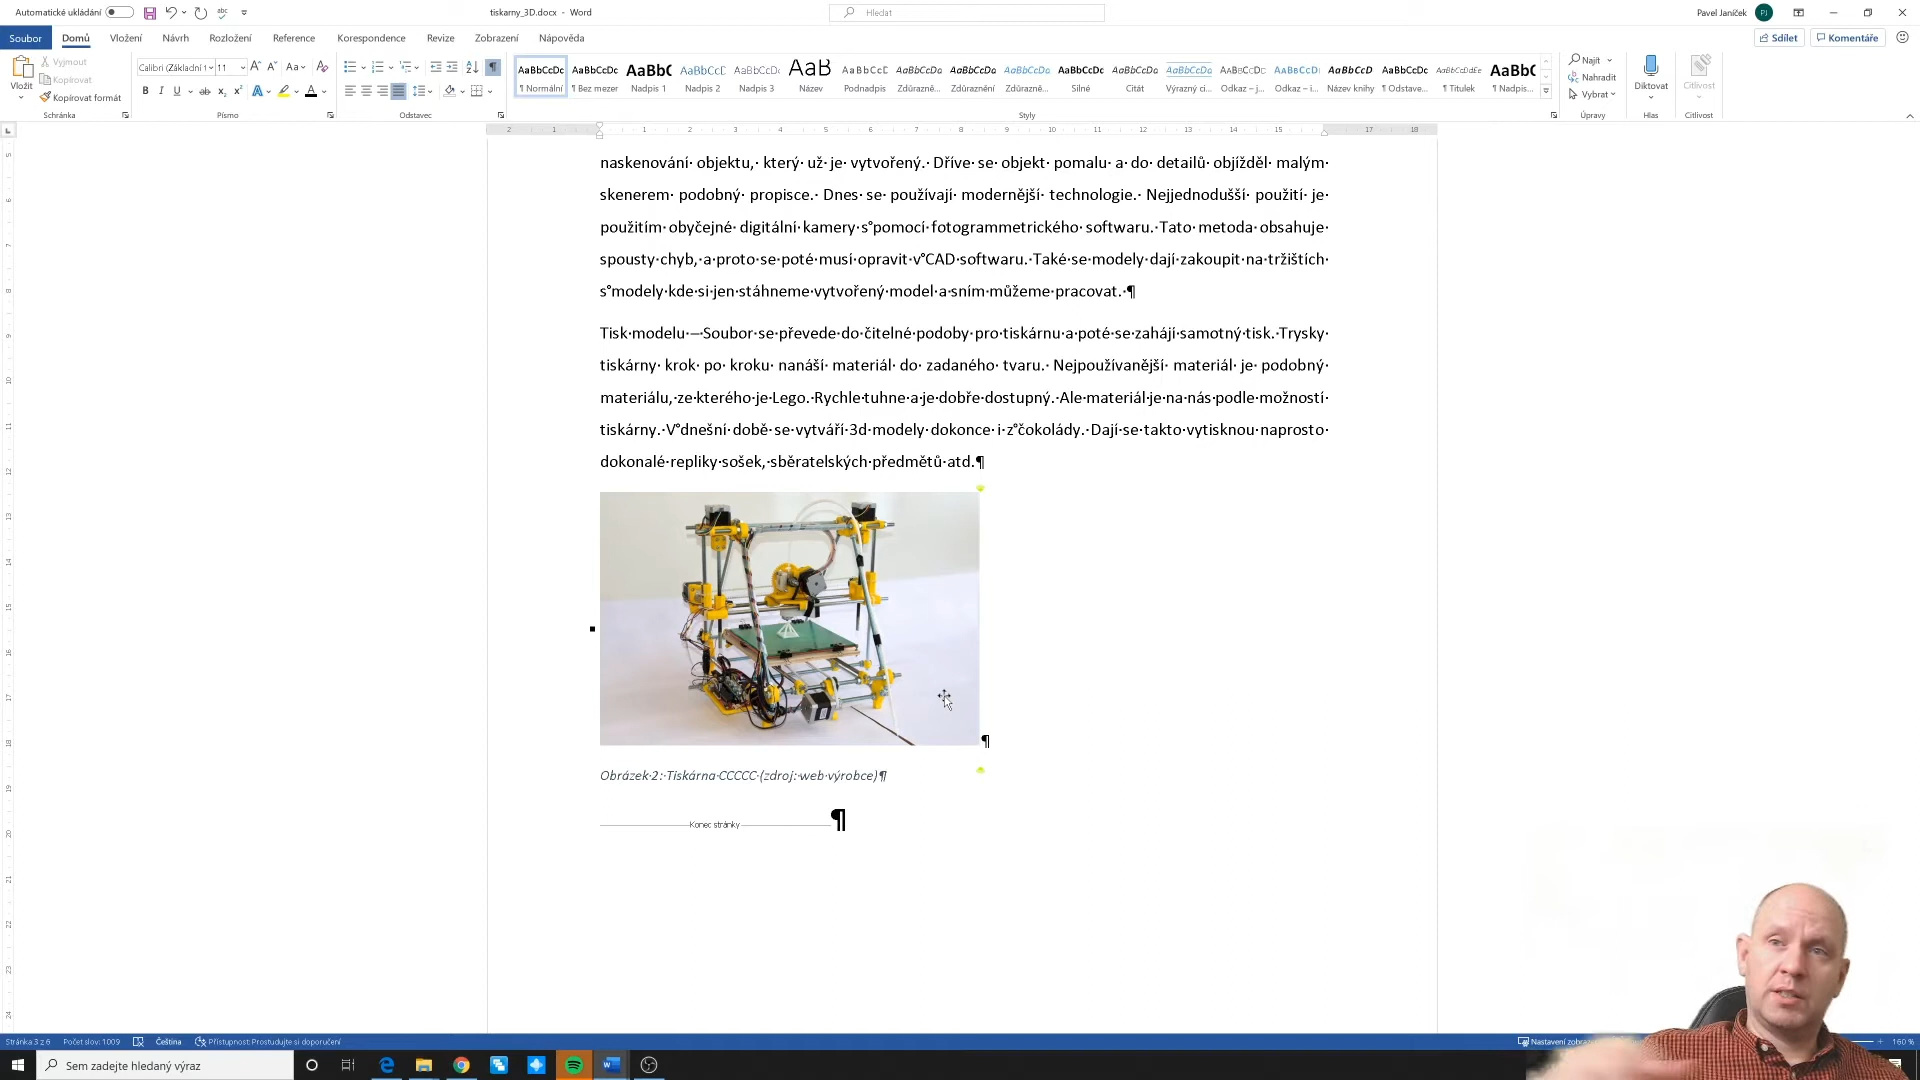 Automatické ukládání
tiskarny_3D.docx - Word
Hledat
Pavel Janíček
PJ
Soubor
Domů
Vložení
Návrh
Rozložení
Reference
Korespondence
Revize
Zobrazení
Nápověda
Sdílet
Komentáře
Vložit
Vyjmout
Kopírovat
Kopírovat formát
Schránka
Calibri (Základní t
11
Písmo
Odstavec
AaBbCcDc
¶ Normální
AaBbCcDc
¶ Bez mezer
AaBbC
Nadpis 1
AaBbCcD
Nadpis 2
AaBbCcDc
Nadpis 3
AaB
Název
AaBbCcD
Podnadpis
AaBbCcDa
Zdůrazně...
AaBbCcDa
Zdůraznění
AaBbCcDa
Zdůrazně...
AaBbCcDc
Silné
AaBbCcDa
Citát
AaBbCcDa
Výrazný ci...
AaBbCcDc
Odkaz – j...
AaBbCcDc
Odkaz – i...
AaBbCcD
Název knihy
AaBbCcDc
¶ Odstave...
AaBbCcDdEe
¶ Titulek
AaBbC
¶ Nadpis...
Styly
Najít
Nahradit
Vybrat
Úpravy
Diktovat
Hlas
Citlivost
Citlivost
naskenování objektu, který už je vytvořený. Dříve se objekt pomalu a do detailů objížděl malým
skenerem podobný propisce. Dnes se používají modernější technologie. Nejjednodušší použití je
použitím obyčejné digitální kamery s°pomocí fotogrammetrického softwaru. Tato metoda obsahuje
spousty chyb, a proto se poté musí opravit v°CAD softwaru. Také se modely dají zakoupit na tržištích
s°modely kde si jen stáhneme vytvořený model a sním můžeme pracovat. ¶
Tisk modelu – Soubor se převede do čitelné podoby pro tiskárnu a poté se zahájí samotný tisk. Trysky
tiskárny krok po kroku nanáší materiál do zadaného tvaru. Nejpoužívanější materiál je podobný
materiálu, ze kterého je Lego. Rychle tuhne a je dobře dostupný. Ale materiál je na nás podle možností
tiskárny. V°dnešní době se vytváří 3d modely dokonce i z°čokolády. Dají se takto vytisknou naprosto
dokonalé repliky sošek, sběratelských předmětů atd.¶
¶
Obrázek 2: Tiskárna CCCCC (zdroj: web výrobce)¶
Konec stránky ¶
Stránka 3 z 6
Počet slov: 1009
Čeština
Přístupnost: Prostudujte si doporučení
Nastavení zobraz
160 %
Sem zadejte hledaný výraz